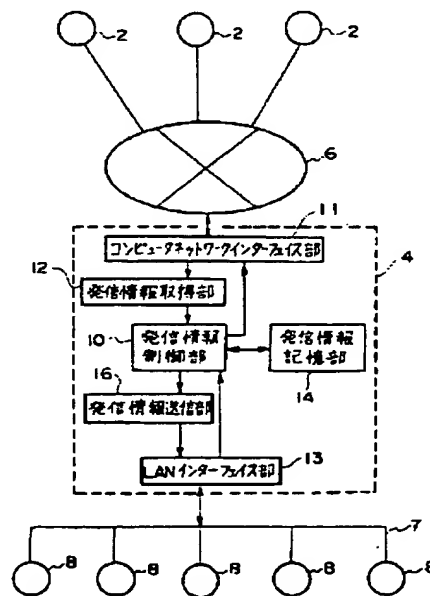 2
2
2
6
11
コンピュータネットワークインターフェイス部
4
12
発信情報取得部
10
発信情報
制御部
発信情報
記憶部
14
16
発信情報送信部
13
LANインターフェイス部
7
8
8
8
8
8